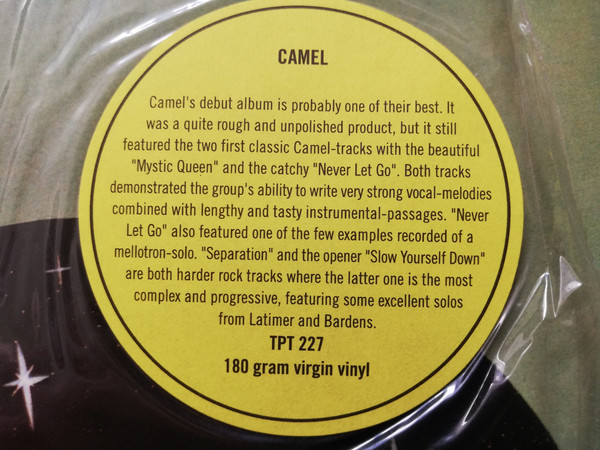 CAMEL
Camel's debut album is probably one of their best. It
was a quite rough and unpolished product, but it still
featured the two first classic Camel-tracks with the beautiful
"Mystic Queen" and the catchy "Never Let Go". Both tracks
demonstrated the group's ability to write very strong vocal-melodies
combined with lengthy and tasty instrumental-passages. "Never
Let Go" also featured one of the few examples recorded of a
mellotron-solo. "Separation" and the opener "Slow Yourself Down"
are both harder rock tracks where the latter one is the most
complex and progressive, featuring some excellent solos
from Latimer and Bardens.
TPT 227
180 gram virgin vinyl